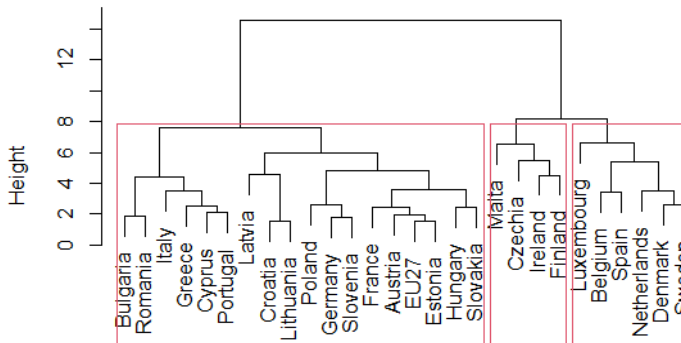 Height
12
8
6
4
2
0
Bulgaria
Romania
Italy
Greece
Cyprus
Portugal
Latvia
Croatia
Lithuania
Poland
Germany
Slovenia
France
Austria
EU27
Estonia
Hungary
Slovakia
Malta
Czechia
Ireland
Finland
Luxembourg
Belgium
Spain
Netherlands
Denmark
Sweden